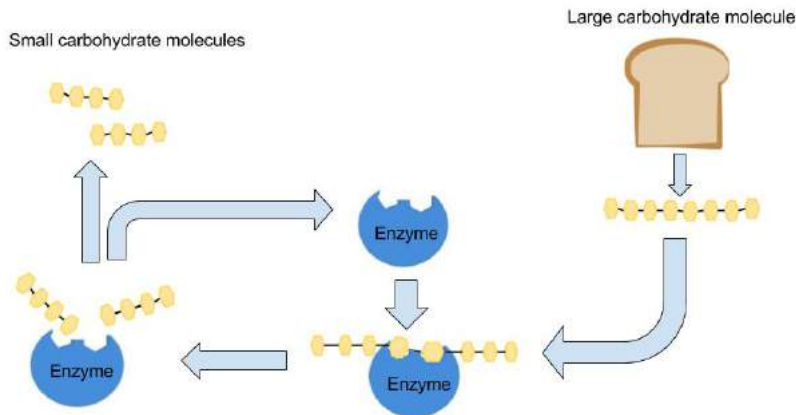 Large carbohydrate molecule
Small carbohydrate molecules
Enzyme
Enzyme
Enzyme